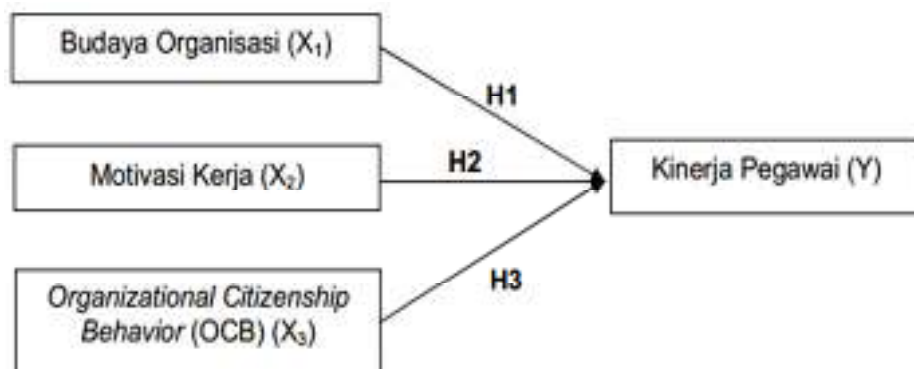 Budaya Organisasi (X₁)
H1
Motivasi Kerja (X₂)
H2
Kinerja Pegawai (Y)
Organizational Citizenship
Behavior (OCB) (X₃)
H3